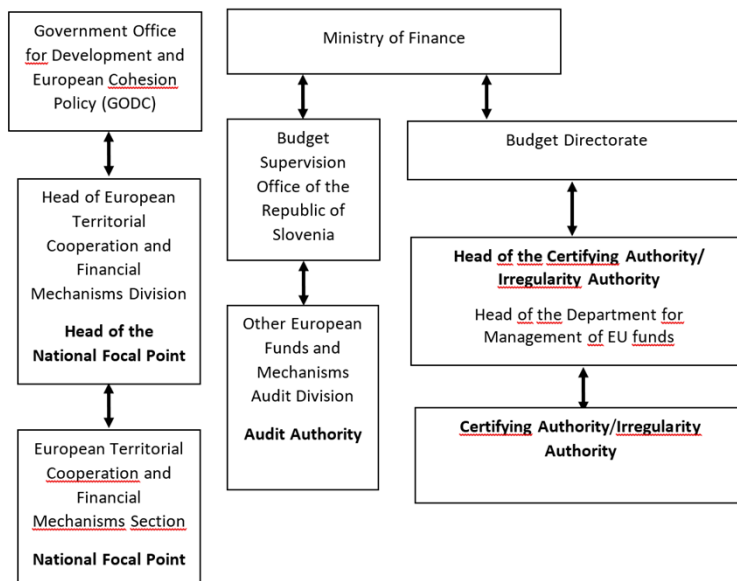 Government Office
for Development and
European Cohesion
Policy (GODC)
Head of European
Territorial
Cooperation and
Financial
Mechanisms Division
Head of the
National Focal Point
European Territorial
Cooperation and
Financial
Mechanisms Section
National Focal Point
Ministry of Finance
Budget
Supervision
Office of the
Republic of
Slovenia
Other European
Funds and
Mechanisms
Audit Division
Audit Authority
Budget Directorate
Head of the Certifying Authority/
Irregularity Authority
Head of the Department for
Management of EU funds
Certifying Authority/Irregularity
Authority